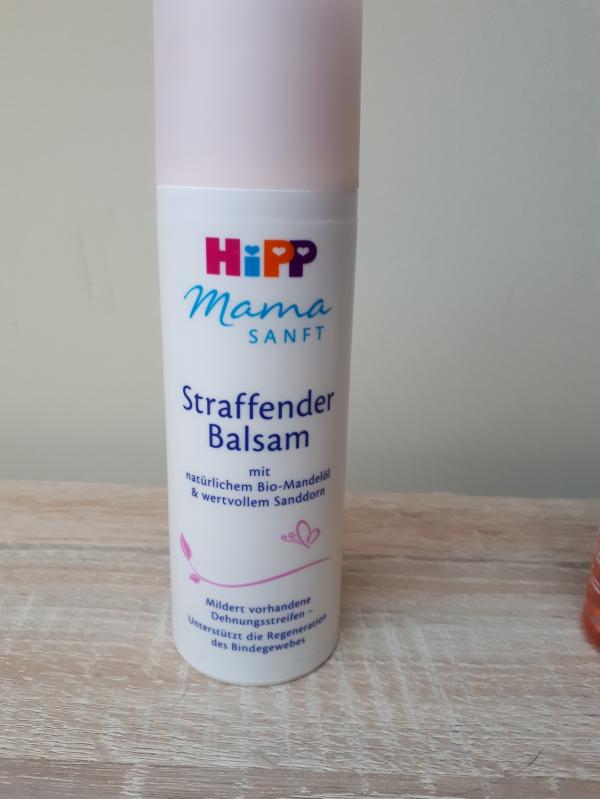 HiPP
Mama
SANFT
Straffender
Balsam
mit
natürlichem Bio-Mandelöl
& wertvollem Sanddorn
Mildert vorhandene
Dehnungsstreifen –
Unterstützt die Regeneration
des Bindegewebes